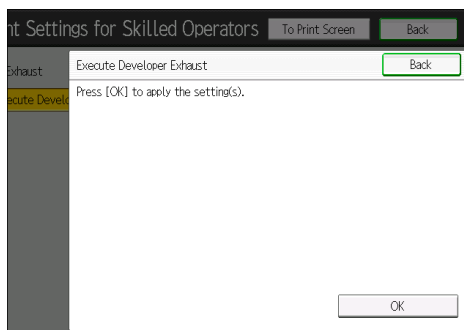 nt Settings for Skilled Operators To Print Screen Back
Exhaust
Execute Developer Exhaust Back
ecute Develo
Press [OK] to apply the setting(s).
OK